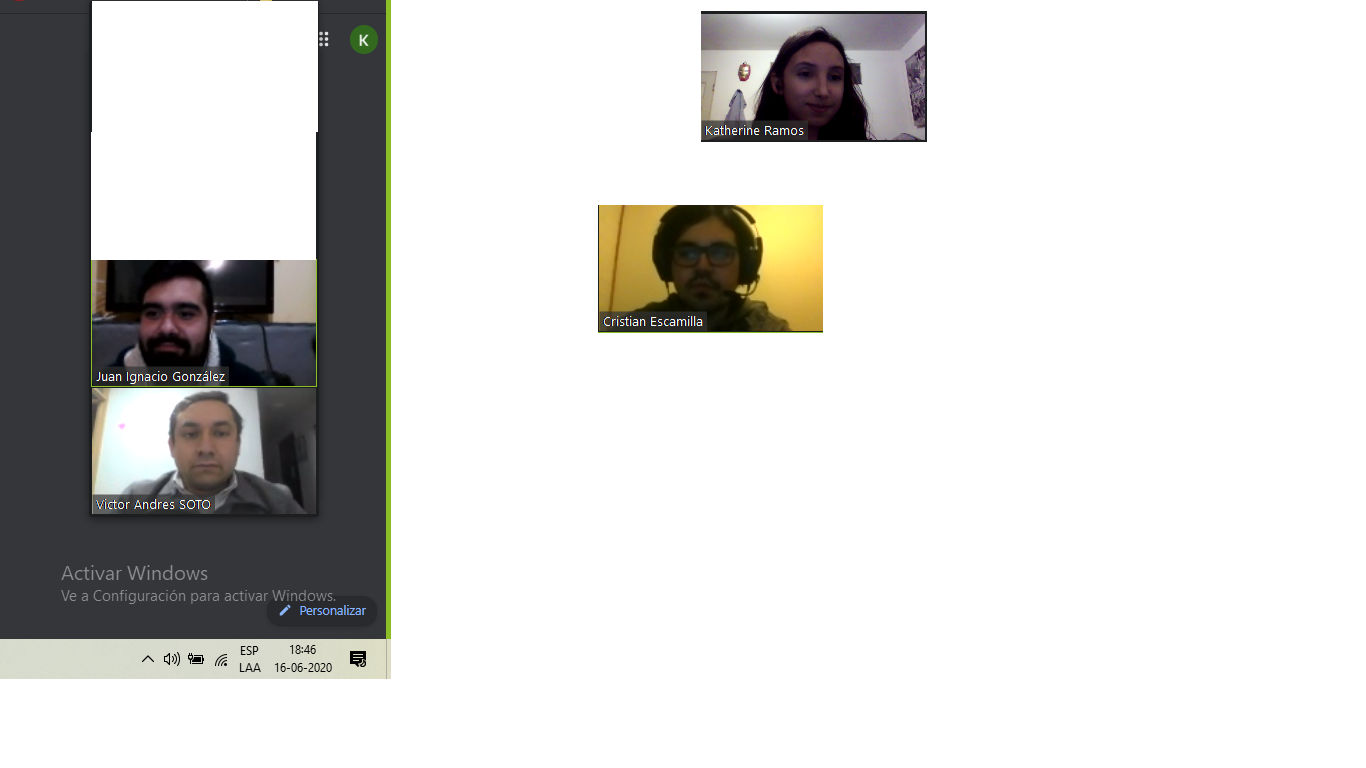 K
Katherine Ramos
Cristian Escamilla
Juan Ignacio González
Victor Andres SOTO
Activar Windows
Ve a Configuración para activar Windows.
Personalizar
ESP
LAA
18:46
16-06-2020